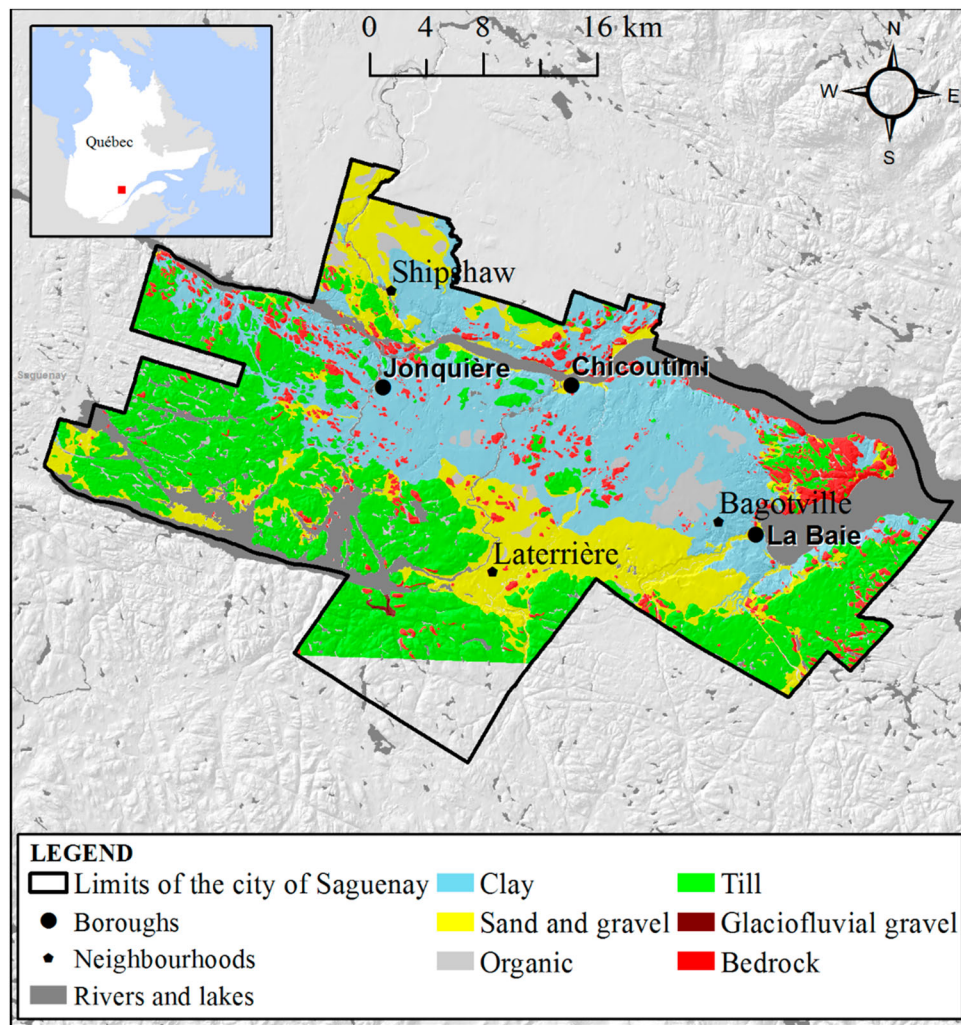 0 4 8 16 km
N
W E
S
Québec
Shipshaw
Saguenay
Jonquière
Chicoutimi
Bagotville
La Baie
Laterrière
LEGEND
Limits of the city of Saguenay
Boroughs
Neighbourhoods
Rivers and lakes
Clay
Sand and gravel
Organic
Till
Glaciofluvial gravel
Bedrock